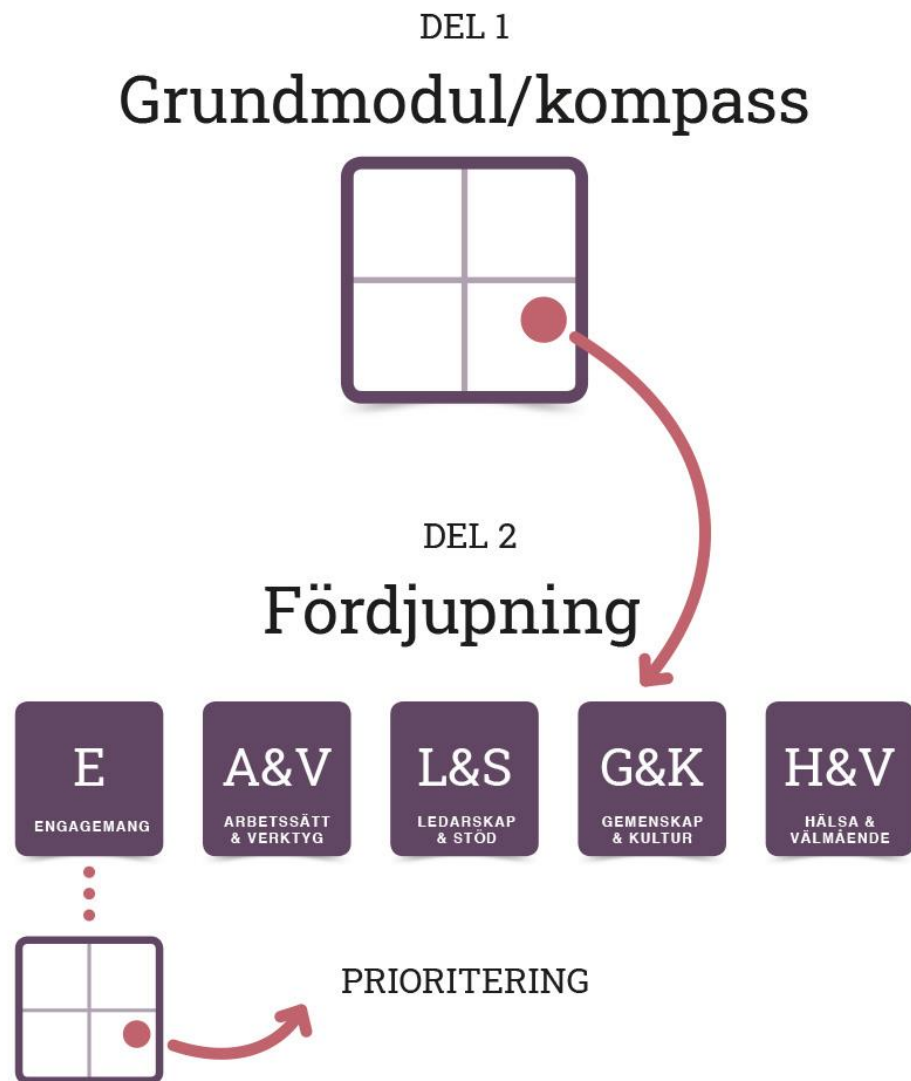 DEL 1
Grundmodul/kompass
DEL 2
Fördjupning
E
ENGAGEMANG
A&V
ARBETSSÄTT
& VERKTYG
L&S
LEDARSKAP
& STÖD
G&K
GEMENSKAP
& KULTUR
H&V
HÄLSA &
VÄLMÅENDE
PRIORITERING